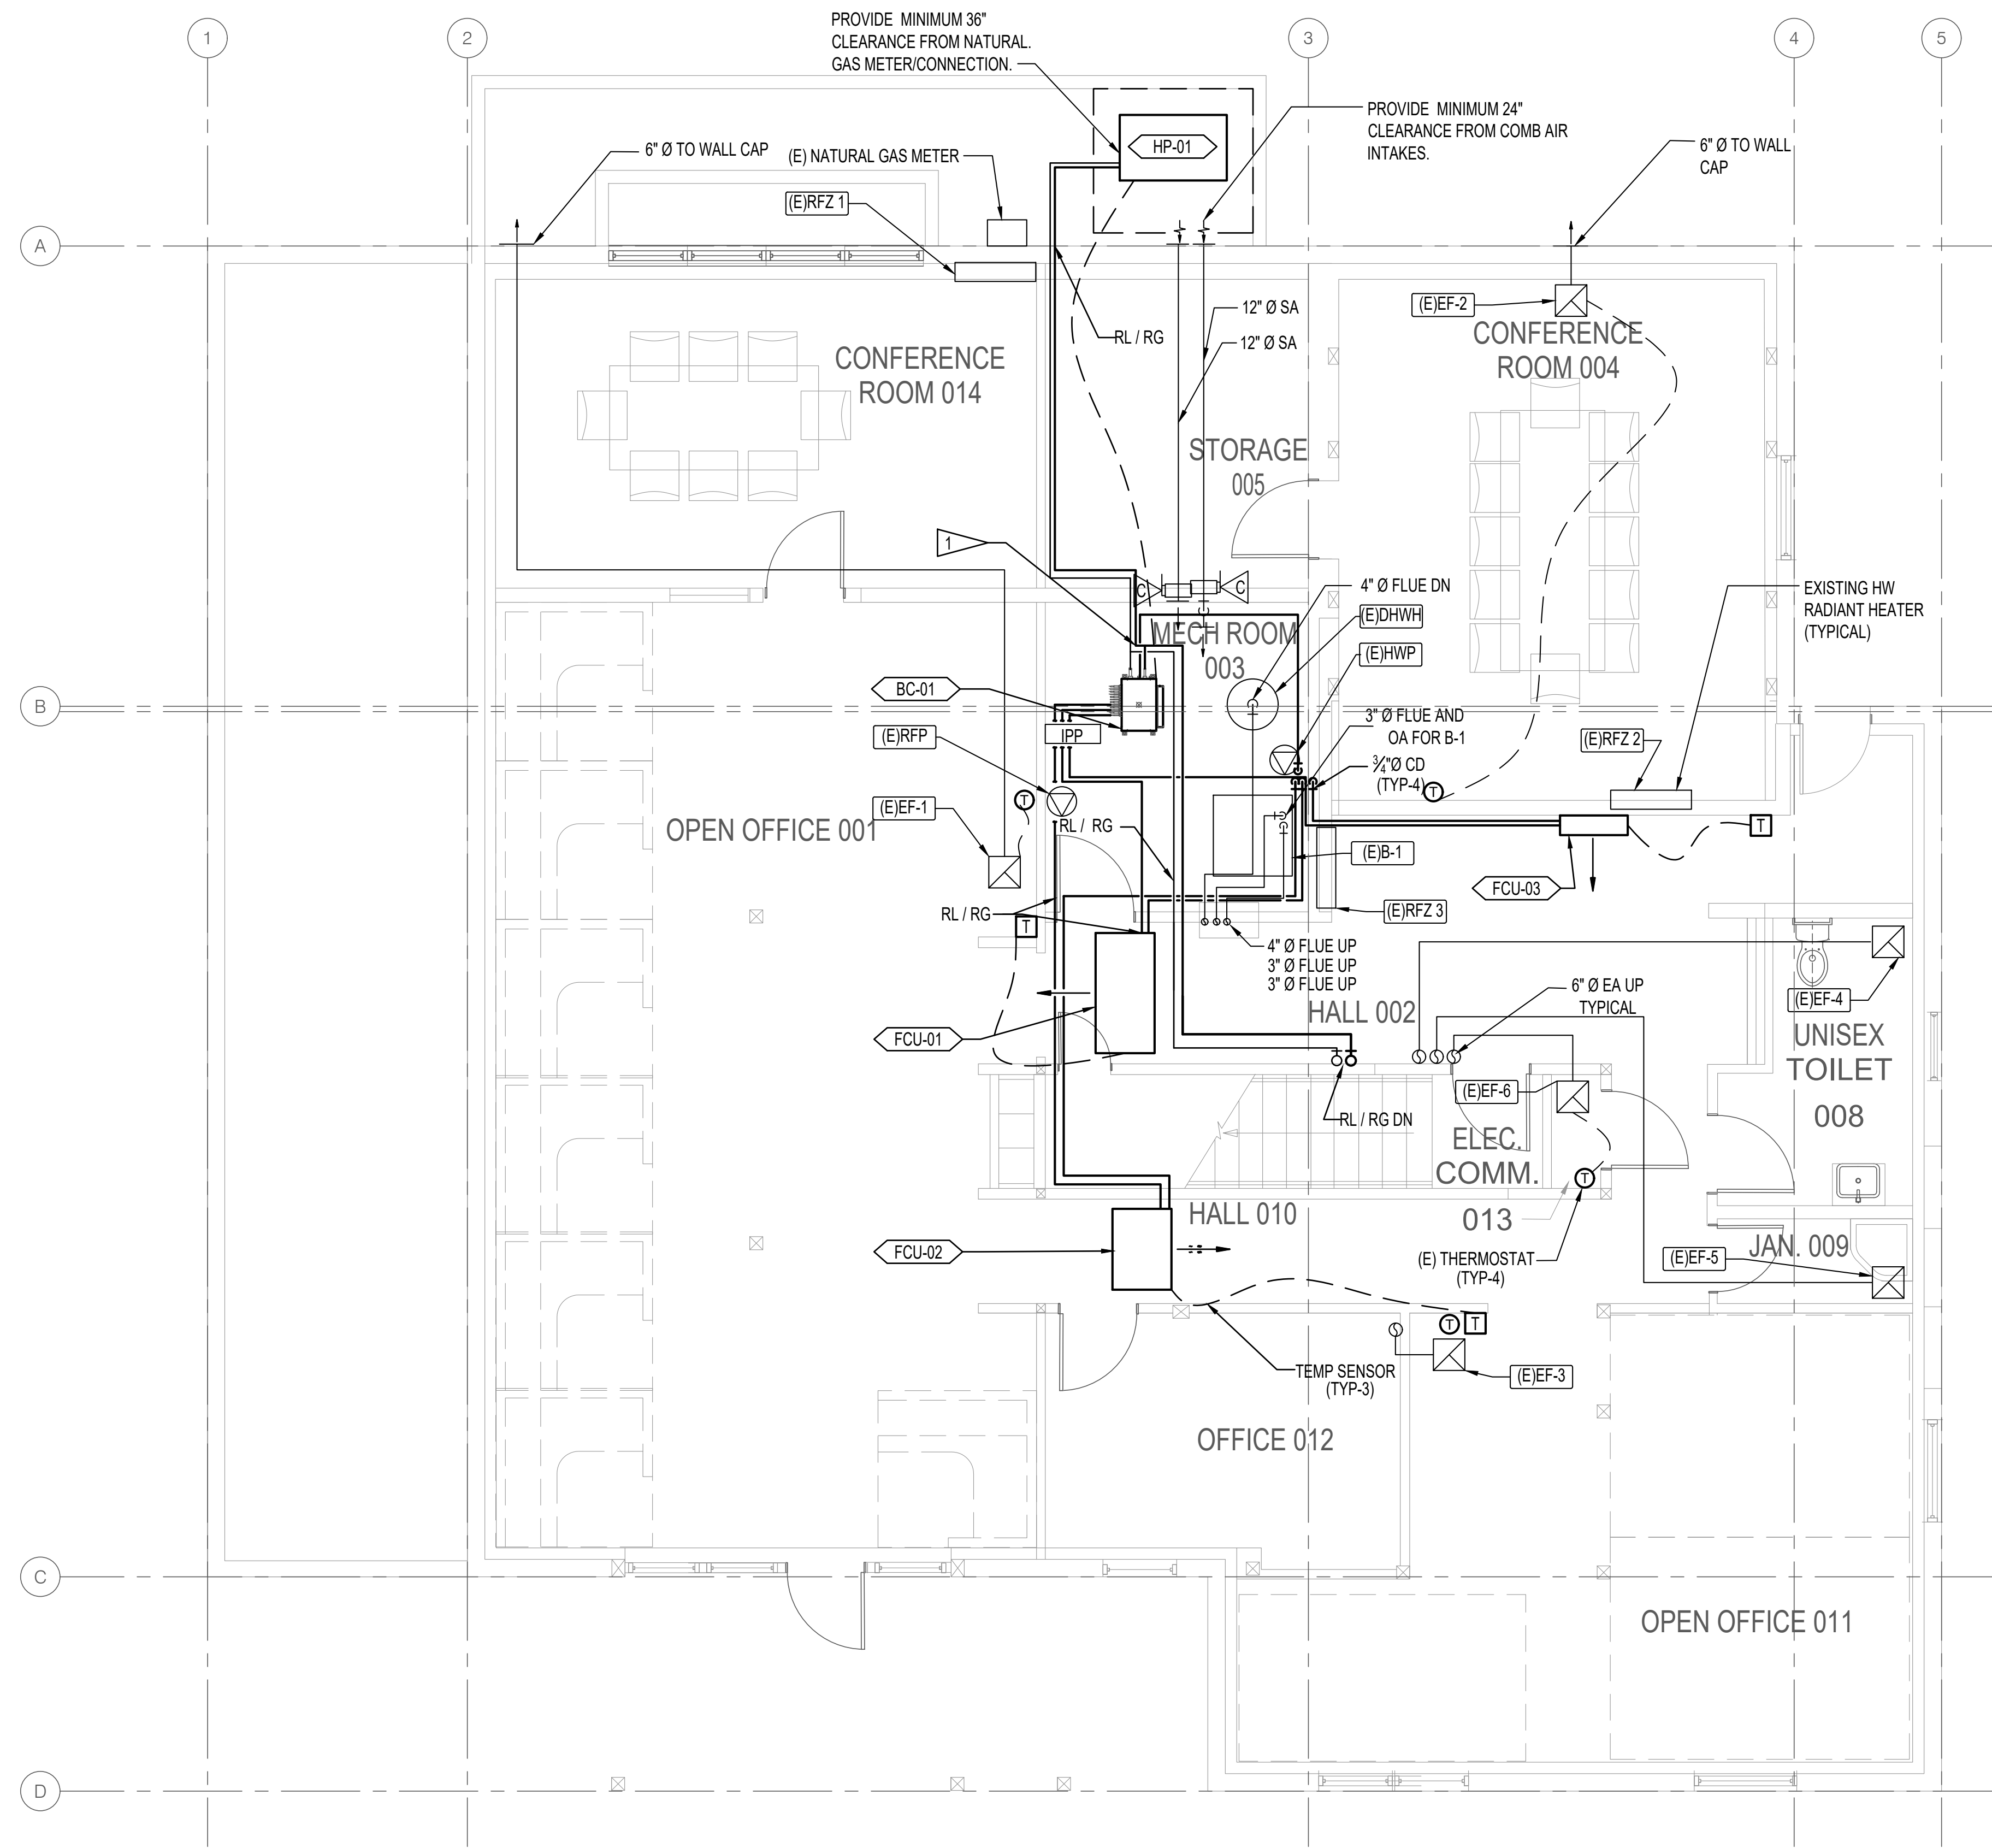 1
2
3
4
5
PROVIDE MINIMUM 36"
CLEARANCE FROM NATURAL.
GAS METER/CONNECTION.
PROVIDE MINIMUM 24"
CLEARANCE FROM COMB AIR
INTAKES.
HP-01
6" Ø TO WALL CAP
(E) NATURAL GAS METER
6" Ø TO WALL
CAP
(E)RFZ 1
A
(E)EF-2
12" Ø SA
12" Ø SA
RL / RG
CONFERENCE
ROOM 014
CONFERENCE
ROOM 004
STORAGE
005
1
C
C
4" Ø FLUE DN
(E)DHWH
(E)HWP
EXISTING HW
RADIANT HEATER
(TYPICAL)
MECH ROOM
003
BC-01
B
(E)RFP
IPP
3" Ø FLUE AND
OA FOR B-1
¾"Ø CD
(TYP-4)
T
(E)RFZ 2
(E)EF-1
T
OPEN OFFICE 001
RL / RG
T
(E)B-1
FCU-03
RL / RG
T
(E)RFZ 3
4" Ø FLUE UP
3" Ø FLUE UP
3" Ø FLUE UP
HALL 002
6" Ø EA UP
TYPICAL
(E)EF-4
UNISEX
TOILET
008
FCU-01
(E)EF-6
RL / RG DN
ELEC.
COMM.
013
T
HALL 010
FCU-02
(E) THERMOSTAT
(TYP-4)
(E)EF-5
JAN. 009
T
T
TEMP SENSOR
(TYP-3)
(E)EF-3
OFFICE 012
C
OPEN OFFICE 011
D